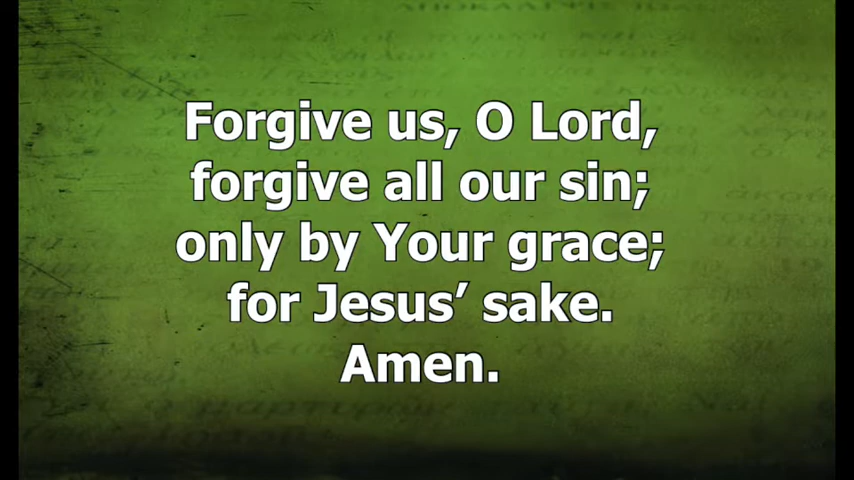 Forgive us, O Lord,
forgive all our sin;
only by Your grace;
for Jesus’ sake.
Amen.